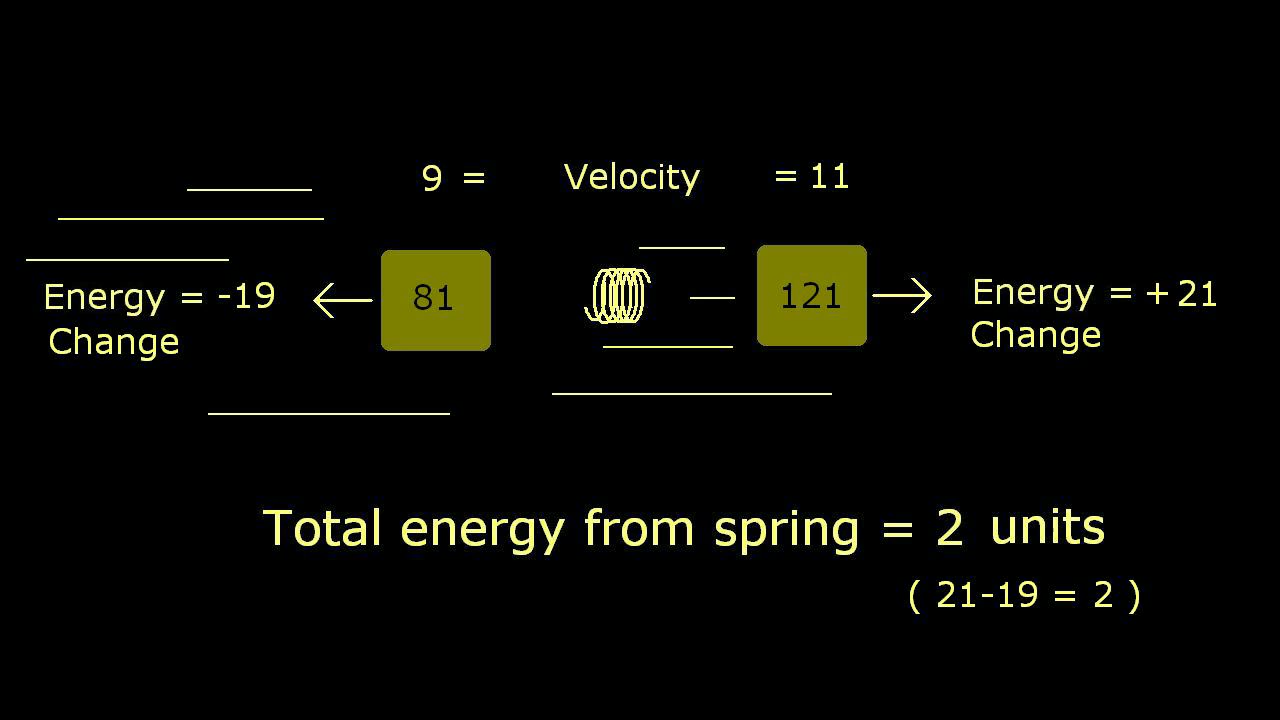 9 = Velocity = 11
Energy = -19 81 121 Energy = +21
Change Change
Total energy from spring = 2 units
( 21-19 = 2 )